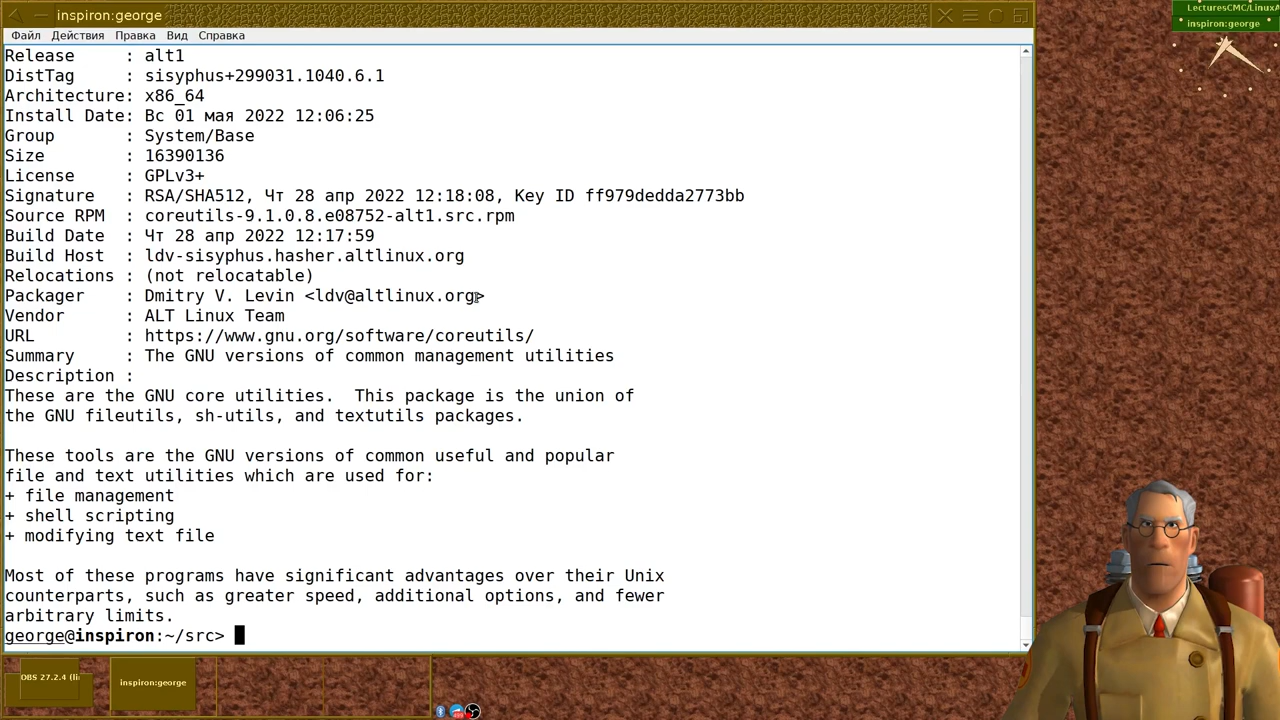 inspiron:george
Файл Действия Правка Вид Справка
Release : alt1
DistTag : sisyphus+299031.1040.6.1
Architecture: x86_64
Install Date: Вс 01 мая 2022 12:06:25
Group : System/Base
Size : 16390136
License : GPLv3+
Signature : RSA/SHA512, Чт 28 апр 2022 12:18:08, Key ID ff979dedda2773bb
Source RPM : coreutils-9.1.0.8.e08752-alt1.src.rpm
Build Date : Чт 28 апр 2022 12:17:59
Build Host : ldv-sisyphus.hasher.altlinux.org
Relocations : (not relocatable)
Packager : Dmitry V. Levin <ldv@altlinux.org>
Vendor : ALT Linux Team
URL : https://www.gnu.org/software/coreutils/
Summary : The GNU versions of common management utilities
Description :
These are the GNU core utilities. This package is the union of
the GNU fileutils, sh-utils, and textutils packages.
These tools are the GNU versions of common useful and popular
file and text utilities which are used for:
+ file management
+ shell scripting
+ modifying text file
Most of these programs have significant advantages over their Unix
counterparts, such as greater speed, additional options, and fewer
arbitrary limits.
george@inspiron:~/src>
LecturesCMC/Linux
inspiron:george
OBS 27.2.4 (li
inspiron:george